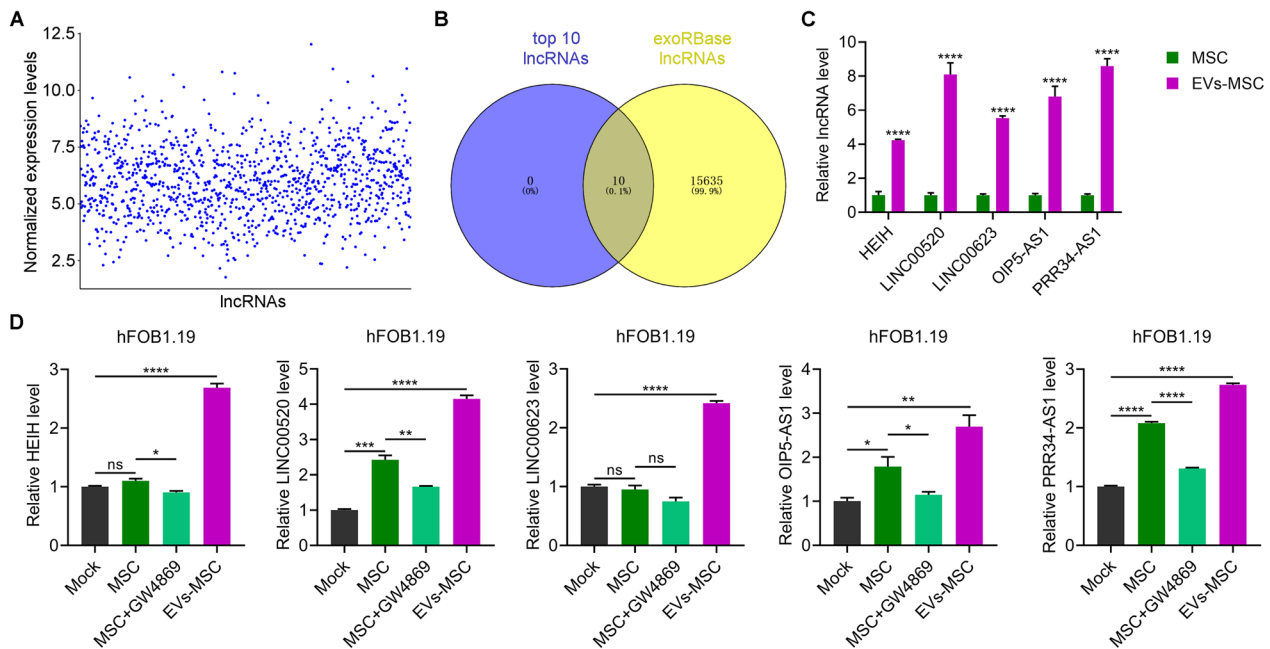 A
Normalized expression levels
12.5
10.0
7.5
5.0
2.5
lncRNAs
B
top 10
lncRNAs
exoRBase
lncRNAs
0
(0%)
10
(0.1%)
15635
(99.9%)
C
Relative lncRNA level
10
8
6
4
2
0
****
****
****
****
****
HEIH
LINC00520
LINC00623
OIP5-AS1
PRR34-AS1
MSC
EVs-MSC
D
hFOB1.19
Relative HEIH level
3
2
1
0
****
ns
*
Mock
MSC
MSC+GW4869
EVs-MSC
hFOB1.19
Relative LINC00520 level
5
4
3
2
1
0
****
***
**
Mock
MSC
MSC+GW4869
EVs-MSC
hFOB1.19
Relative LINC00623 level
3
2
1
0
****
ns
ns
Mock
MSC
MSC+GW4869
EVs-MSC
hFOB1.19
Relative OIP5-AS1 level
4
3
2
1
0
**
*
*
Mock
MSC
MSC+GW4869
EVs-MSC
hFOB1.19
Relative PRR34-AS1 level
3
2
1
0
****
****
****
Mock
MSC
MSC+GW4869
EVs-MSC